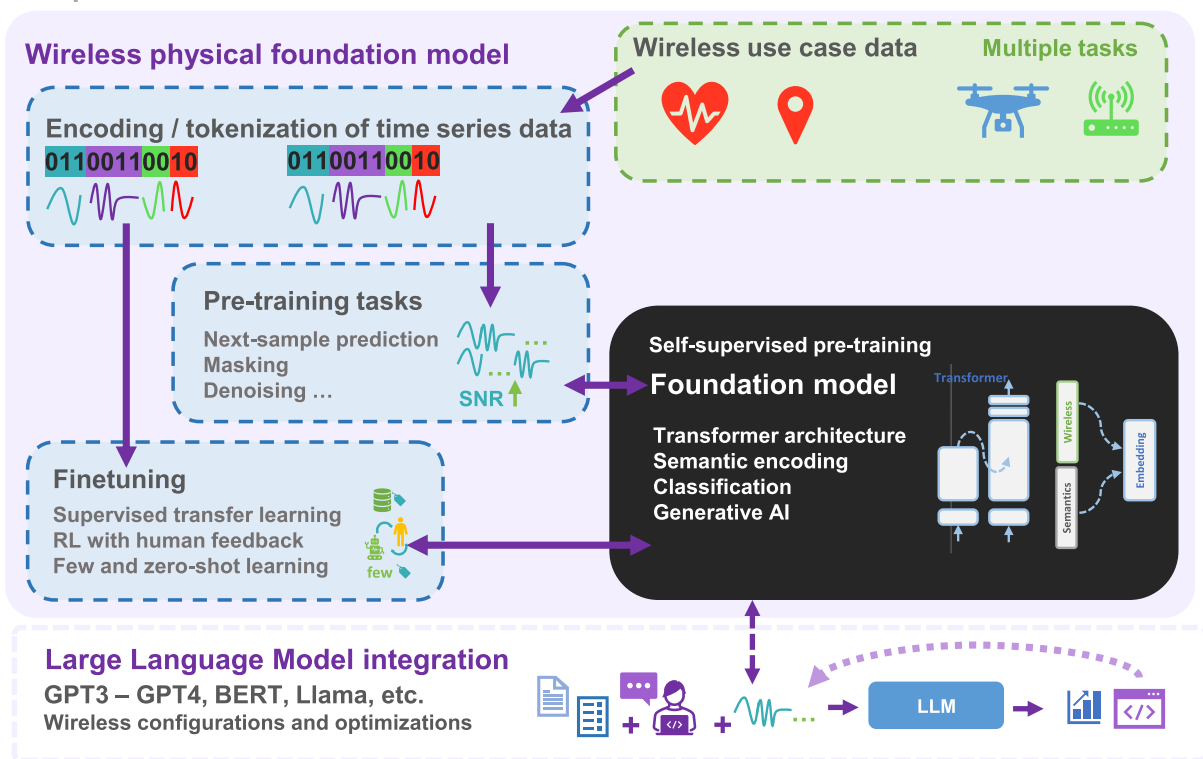 Wireless physical foundation model
Wireless use case data
Multiple tasks
Encoding / tokenization of time series data
01100110010
01100110010
Pre-training tasks
Next-sample prediction
Masking
Denoising ...
...
...
SNR
Self-supervised pre-training
Foundation model
Transformer architecture
Semantic encoding
Classification
Generative AI
Transformer
Wireless
Semantics
Embedding
Finetuning
Supervised transfer learning
RL with human feedback
Few and zero-shot learning
few
Large Language Model integration
GPT3 – GPT4, BERT, Llama, etc.
Wireless configurations and optimizations
+
</>
+
...
LLM
</>